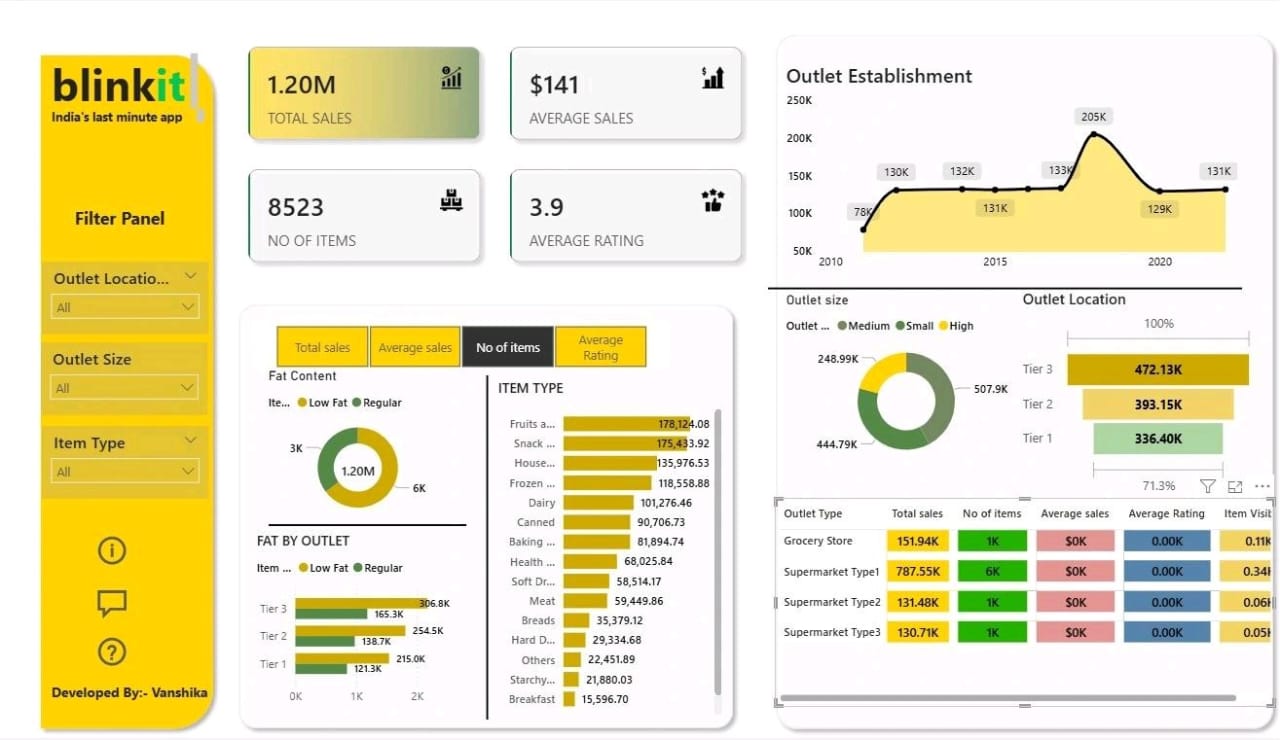 blinkit
India's last minute app
Filter Panel
Outlet Locatio...
All
Outlet Size
All
Item Type
All
Developed By:- Vanshika
1.20M
TOTAL SALES
$141
AVERAGE SALES
8523
NO OF ITEMS
3.9
AVERAGE RATING
Total sales
Average sales
No of items
Average
Rating
Fat Content
Ite... Low Fat Regular
3K
1.20M
6K
FAT BY OUTLET
Item ... Low Fat Regular
Tier 3 306.8K
165.3K
Tier 2 254.5K
138.7K
Tier 1 215.0K
121.3K
0K 1K 2K
ITEM TYPE
Fruits a... 178,124.08
Snack ... 175,433.92
House... 135,976.53
Frozen ... 118,558.88
Dairy 101,276.46
Canned 90,706.73
Baking ... 81,894.74
Health ... 68,025.84
Soft Dr... 58,514.17
Meat 59,449.86
Breads 35,379.12
Hard D... 29,334.68
Others 22,451.89
Starchy... 21,880.03
Breakfast 15,596.70
Outlet Establishment
250K
200K
150K
100K
50K
78K
130K
132K
131K
133K
205K
129K
131K
2010 2015 2020
Outlet size
Outlet ... Medium Small High
248.99K
507.9K
444.79K
Outlet Location
100%
Tier 3 472.13K
Tier 2 393.15K
Tier 1 336.40K
71.3%
Outlet Type Total sales No of items Average sales Average Rating Item Visib
Grocery Store 151.94K 1K $0K 0.00K 0.11K
Supermarket Type1 787.55K 6K $0K 0.00K 0.34K
Supermarket Type2 131.48K 1K $0K 0.00K 0.06K
Supermarket Type3 130.71K 1K $0K 0.00K 0.05K